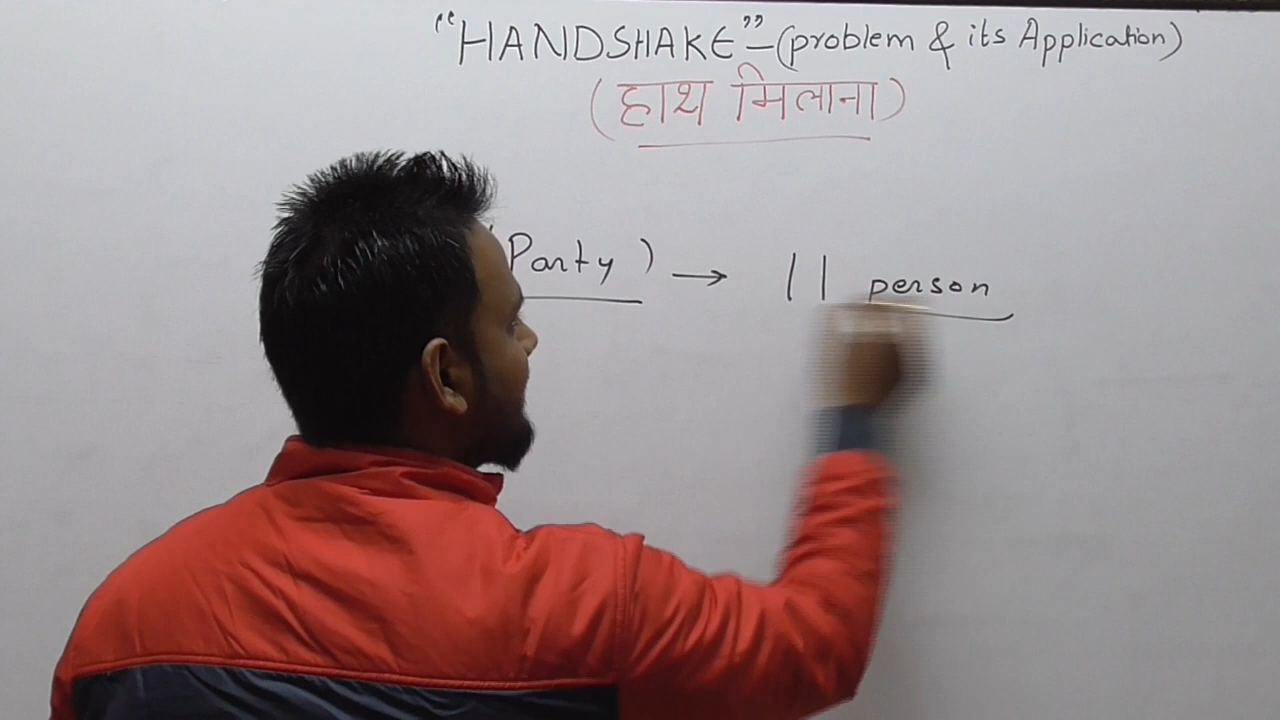 “HANDSHAKE” – (problem & its Application)
(हाथ मिलाना)
(Party) → 11 person